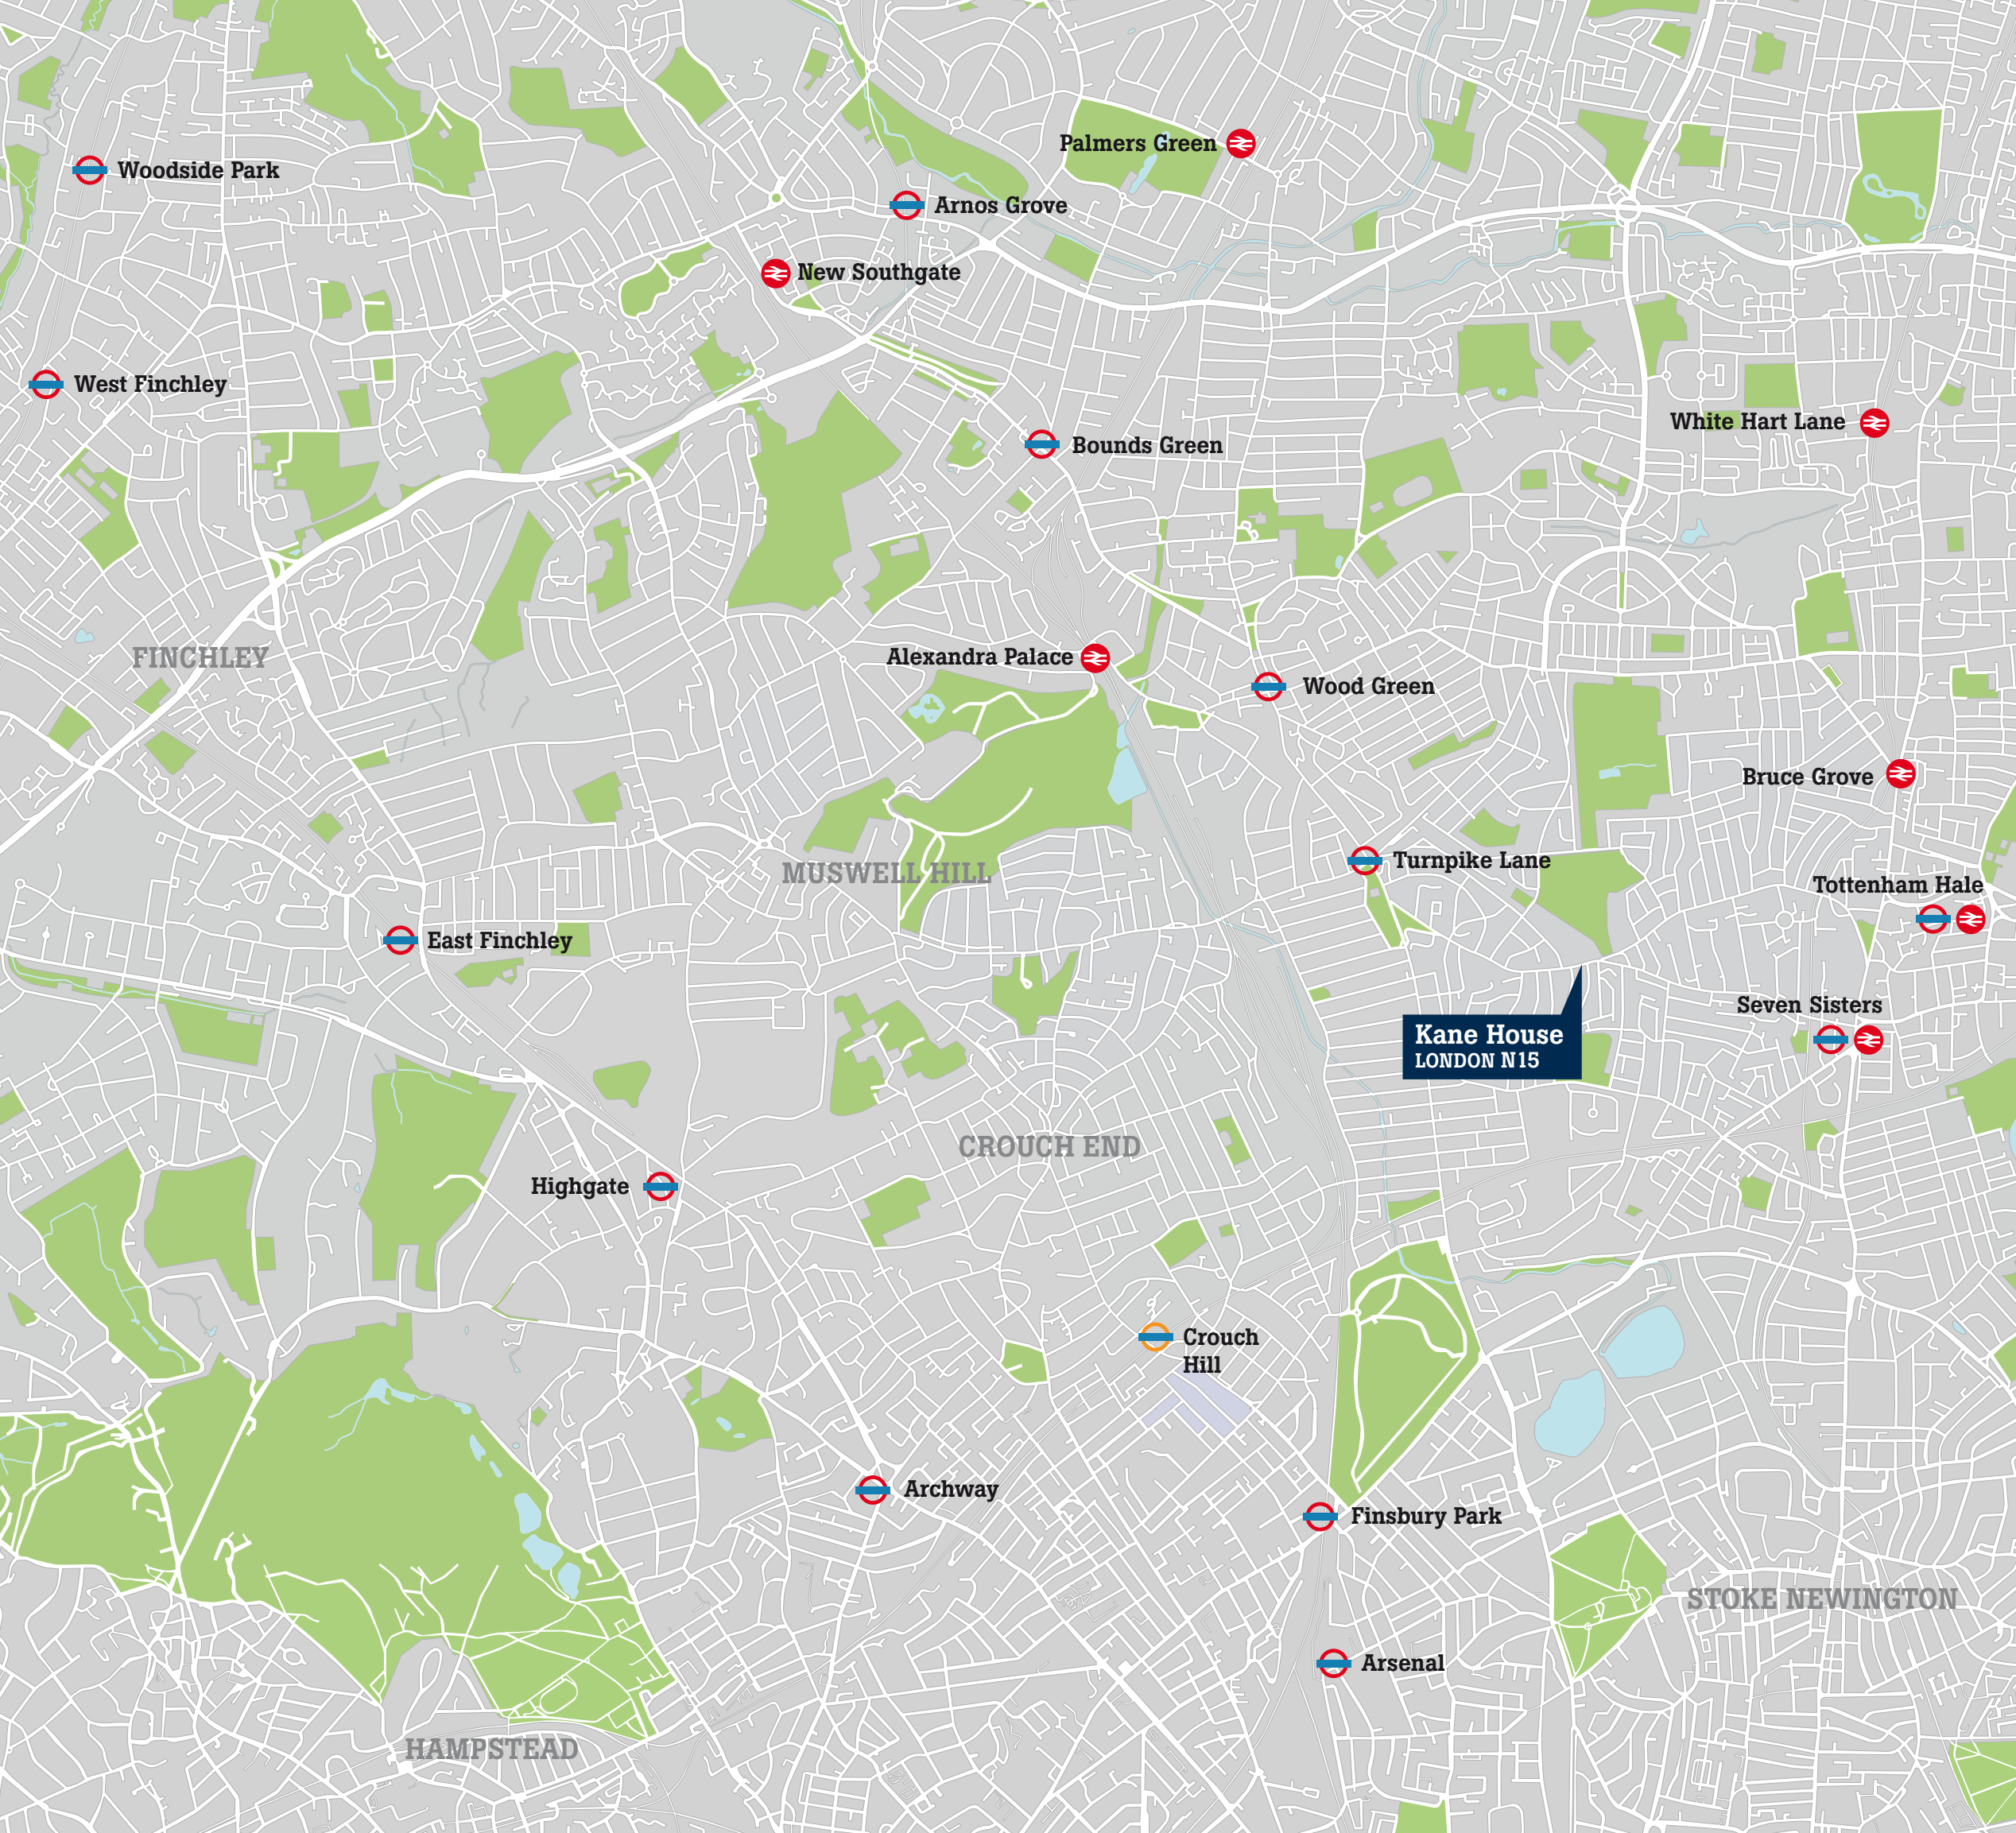 Palmers Green
Woodside Park
Arnos Grove
New Southgate
West Finchley
White Hart Lane
Bounds Green
Alexandra Palace
FINCHLEY
Wood Green
Bruce Grove
Turnpike Lane
MUSWELL HILL
Tottenham Hale
East Finchley
Seven Sisters
Kane House
LONDON N15
CROUCH END
Highgate
Crouch
Hill
Archway
Finsbury Park
STOKE NEWINGTON
Arsenal
HAMPSTEAD